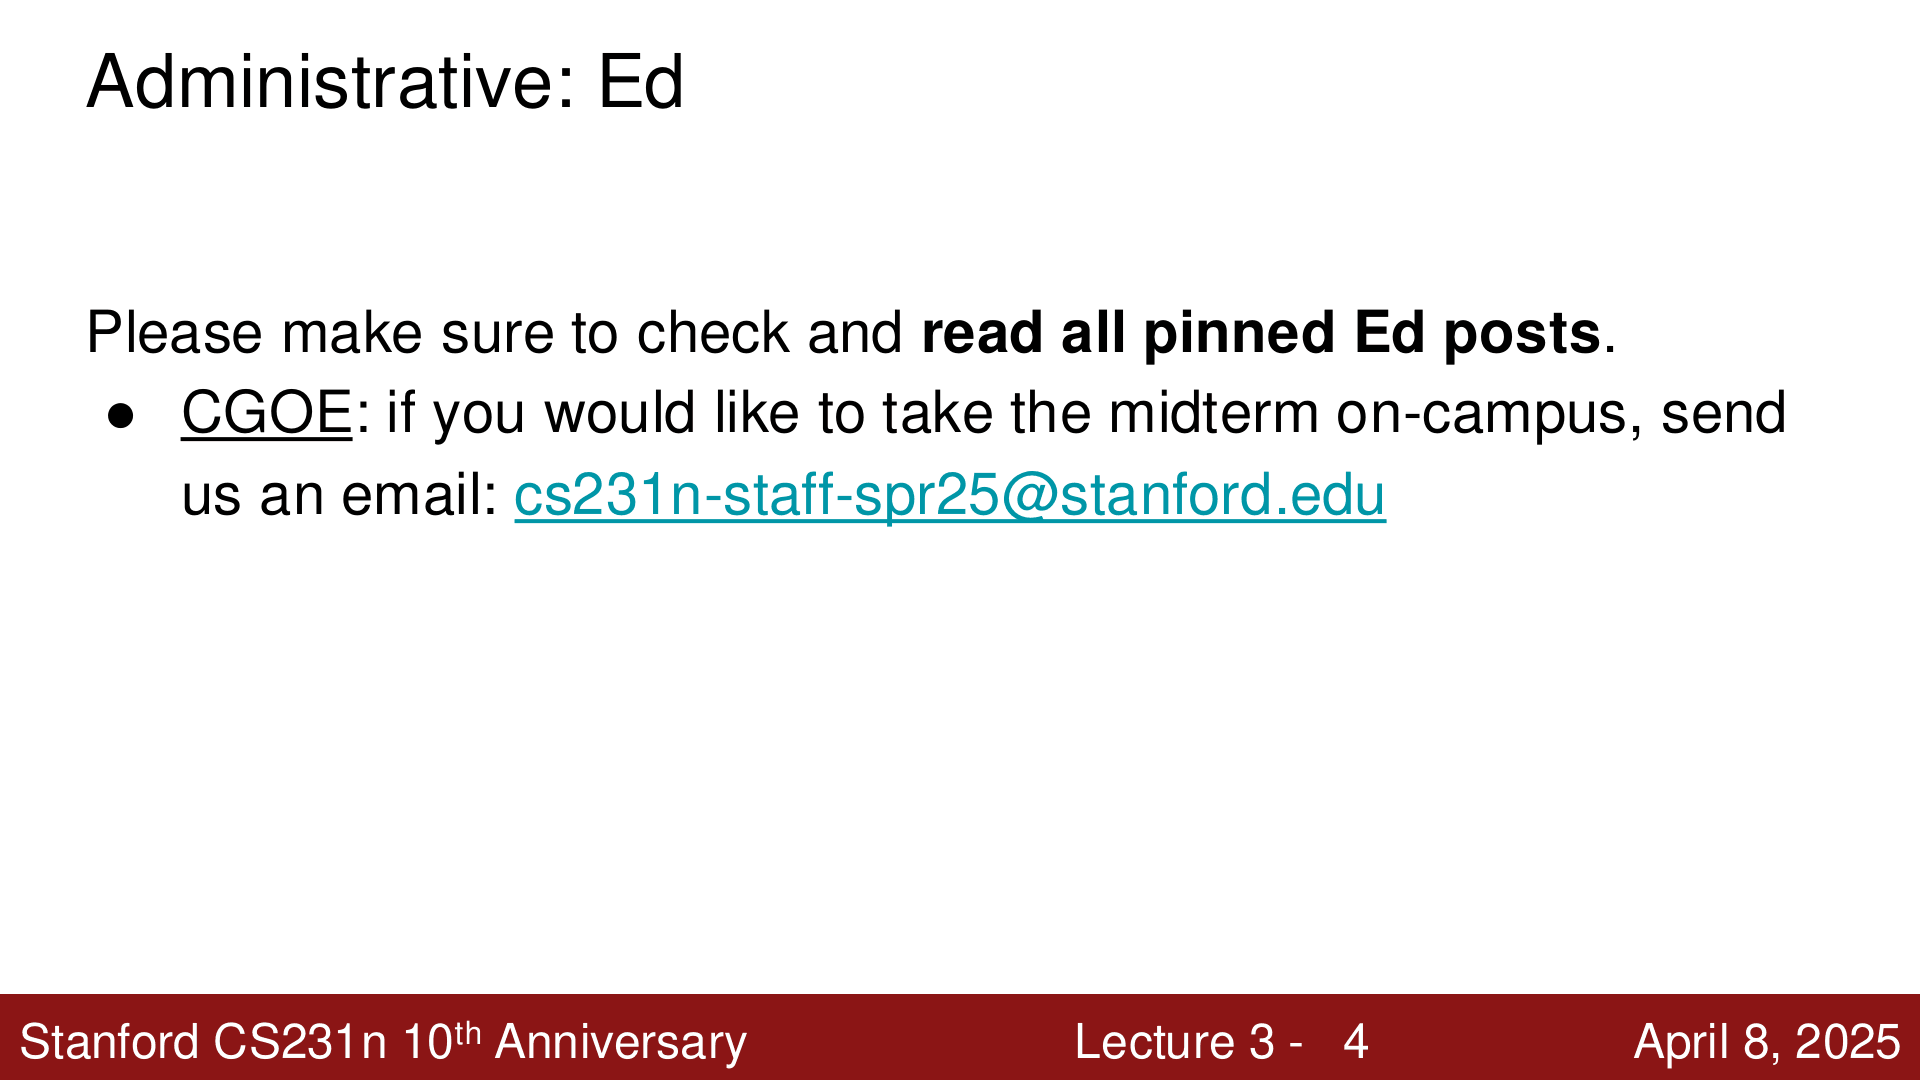 Administrative: Ed
Please make sure to check and read all pinned Ed posts.
● CGOE: if you would like to take the midterm on-campus, send
us an email: cs231n-staff-spr25@stanford.edu
Stanford CS231n 10th Anniversary Lecture 3 - 4 April 8, 2025